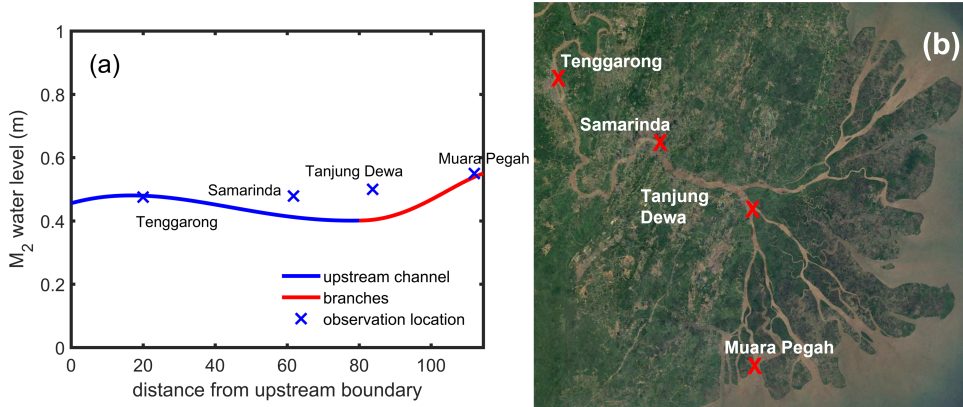 (a)
M2 water level (m)
1
0.8
0.6
0.4
0.2
0
Muara Pegah
Tanjung Dewa
Samarinda
Tenggarong
upstream channel
branches
observation location
0 20 40 60 80 100
distance from upstream boundary
(b)
Tenggarong
Samarinda
Tanjung
Dewa
Muara Pegah